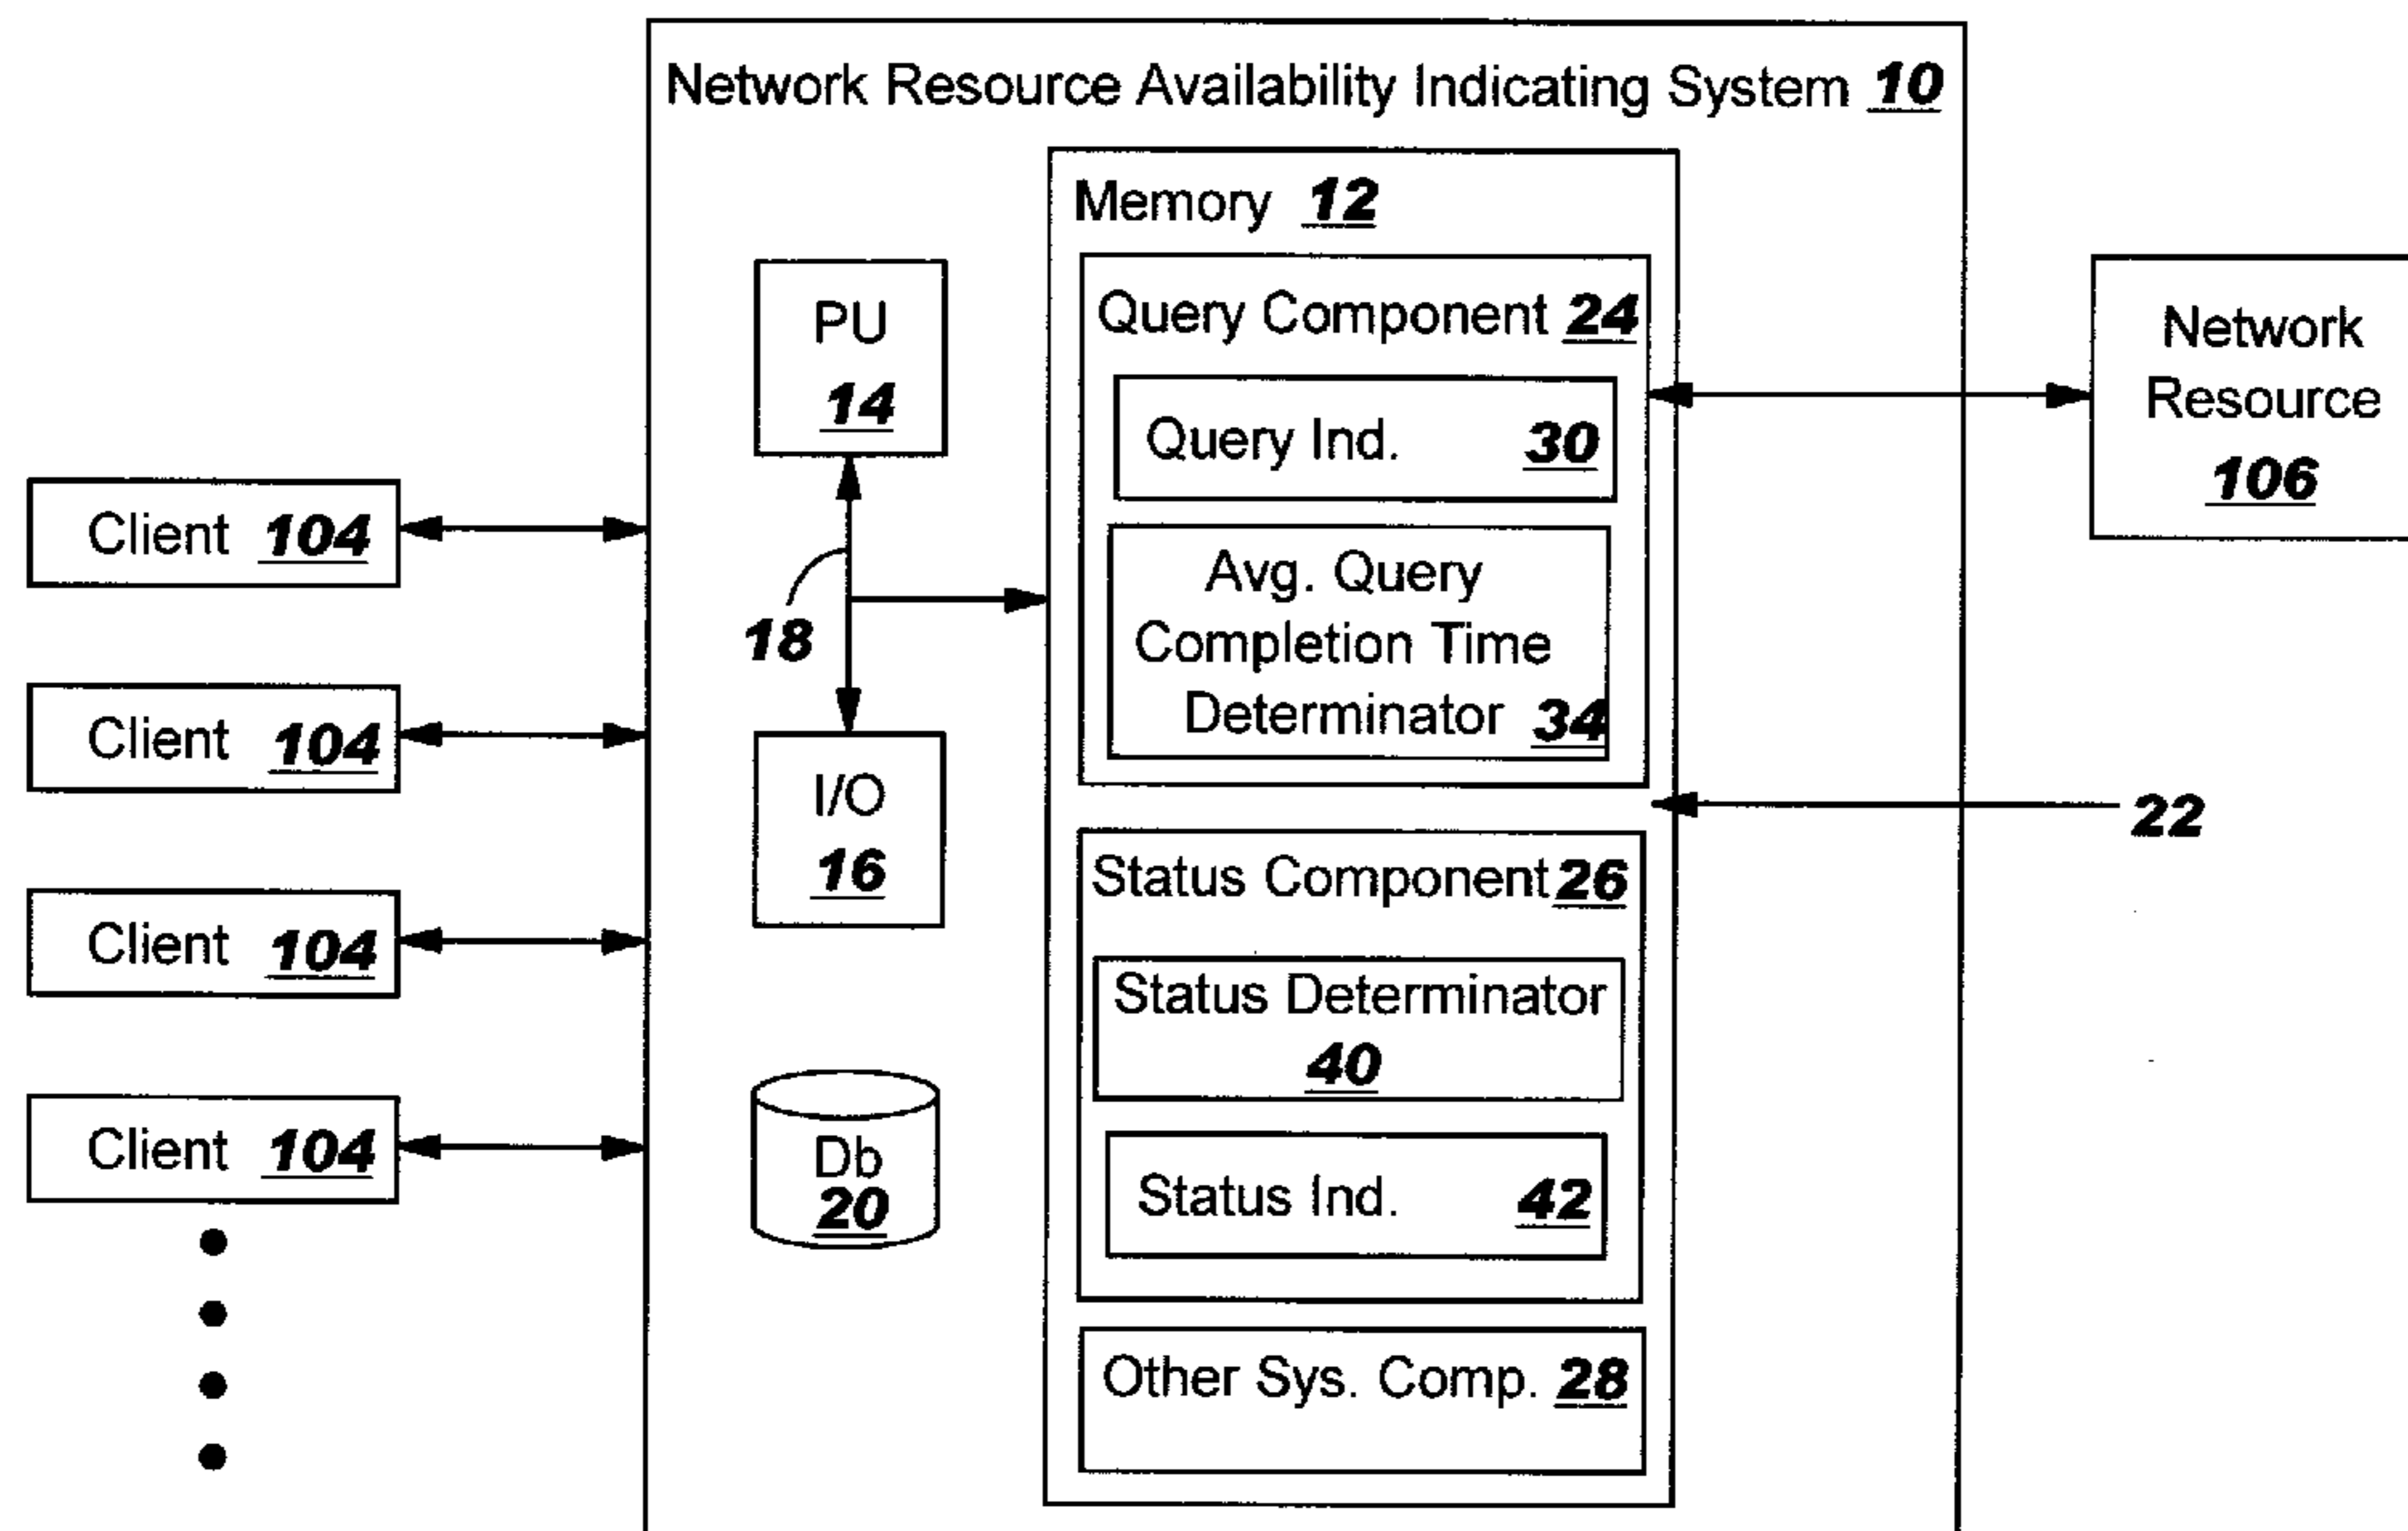 Network Resource Availability Indicating System 10
Memory 12
PU
14
Query Component 24
Query Ind. 30
Avg. Query
Completion Time
Determinator 34
Network
Resource
106
Client 104
18
Client 104
I/O
16
22
Status Component 26
Client 104
Status Determinator
40
Client 104
Db
20
Status Ind. 42
Other Sys. Comp. 28